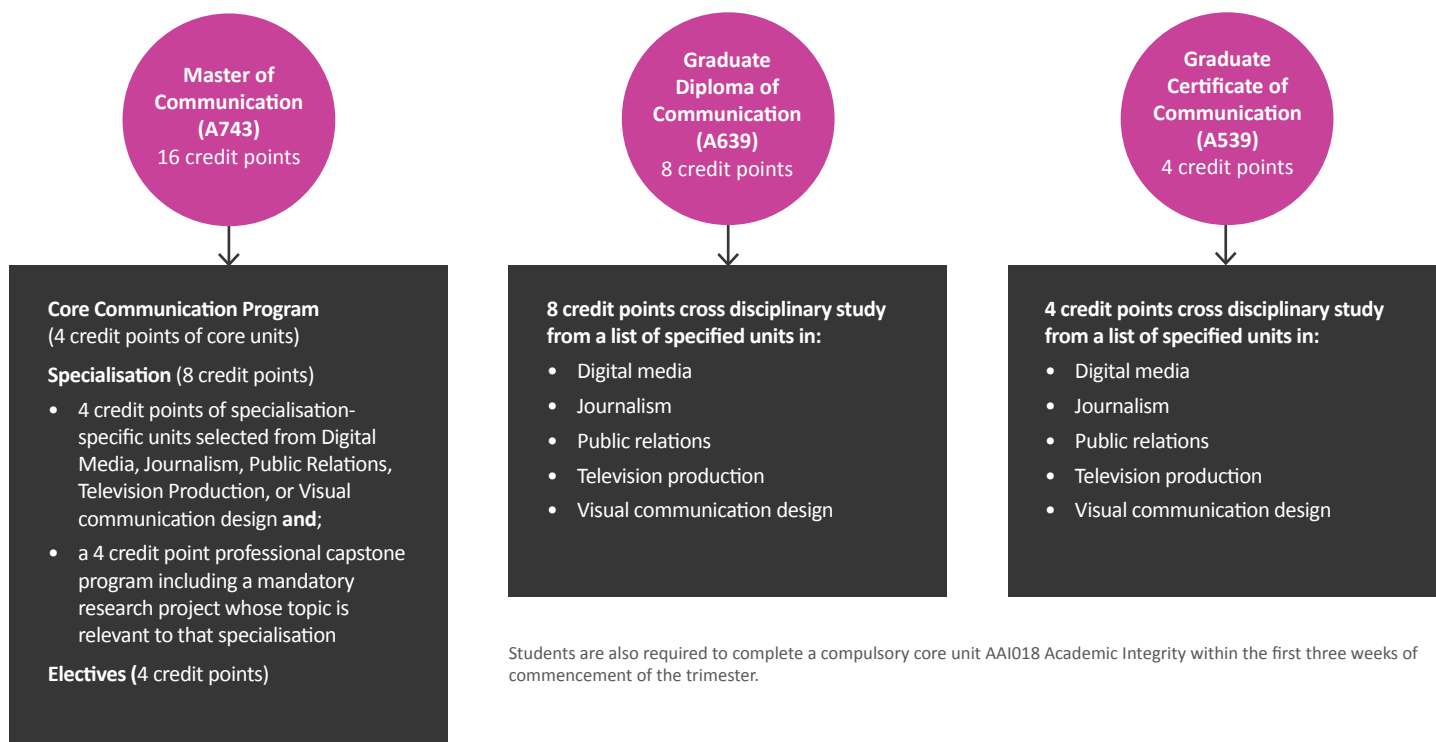 Master of
Communication
(A743)
16 credit points
Core Communication Program
(4 credit points of core units)
Specialisation (8 credit points)
• 4 credit points of specialisation-
specific units selected from Digital
Media, Journalism, Public Relations,
Television Production, or Visual
communication design and;
• a 4 credit point professional capstone
program including a mandatory
research project whose topic is
relevant to that specialisation
Electives (4 credit points)
Graduate
Diploma of
Communication
(A639)
8 credit points
8 credit points cross disciplinary study
from a list of specified units in:
• Digital media
• Journalism
• Public relations
• Television production
• Visual communication design
Graduate
Certificate of
Communication
(A539)
4 credit points
4 credit points cross disciplinary study
from a list of specified units in:
• Digital media
• Journalism
• Public relations
• Television production
• Visual communication design
Students are also required to complete a compulsory core unit AAI018 Academic Integrity within the first three weeks of
commencement of the trimester.